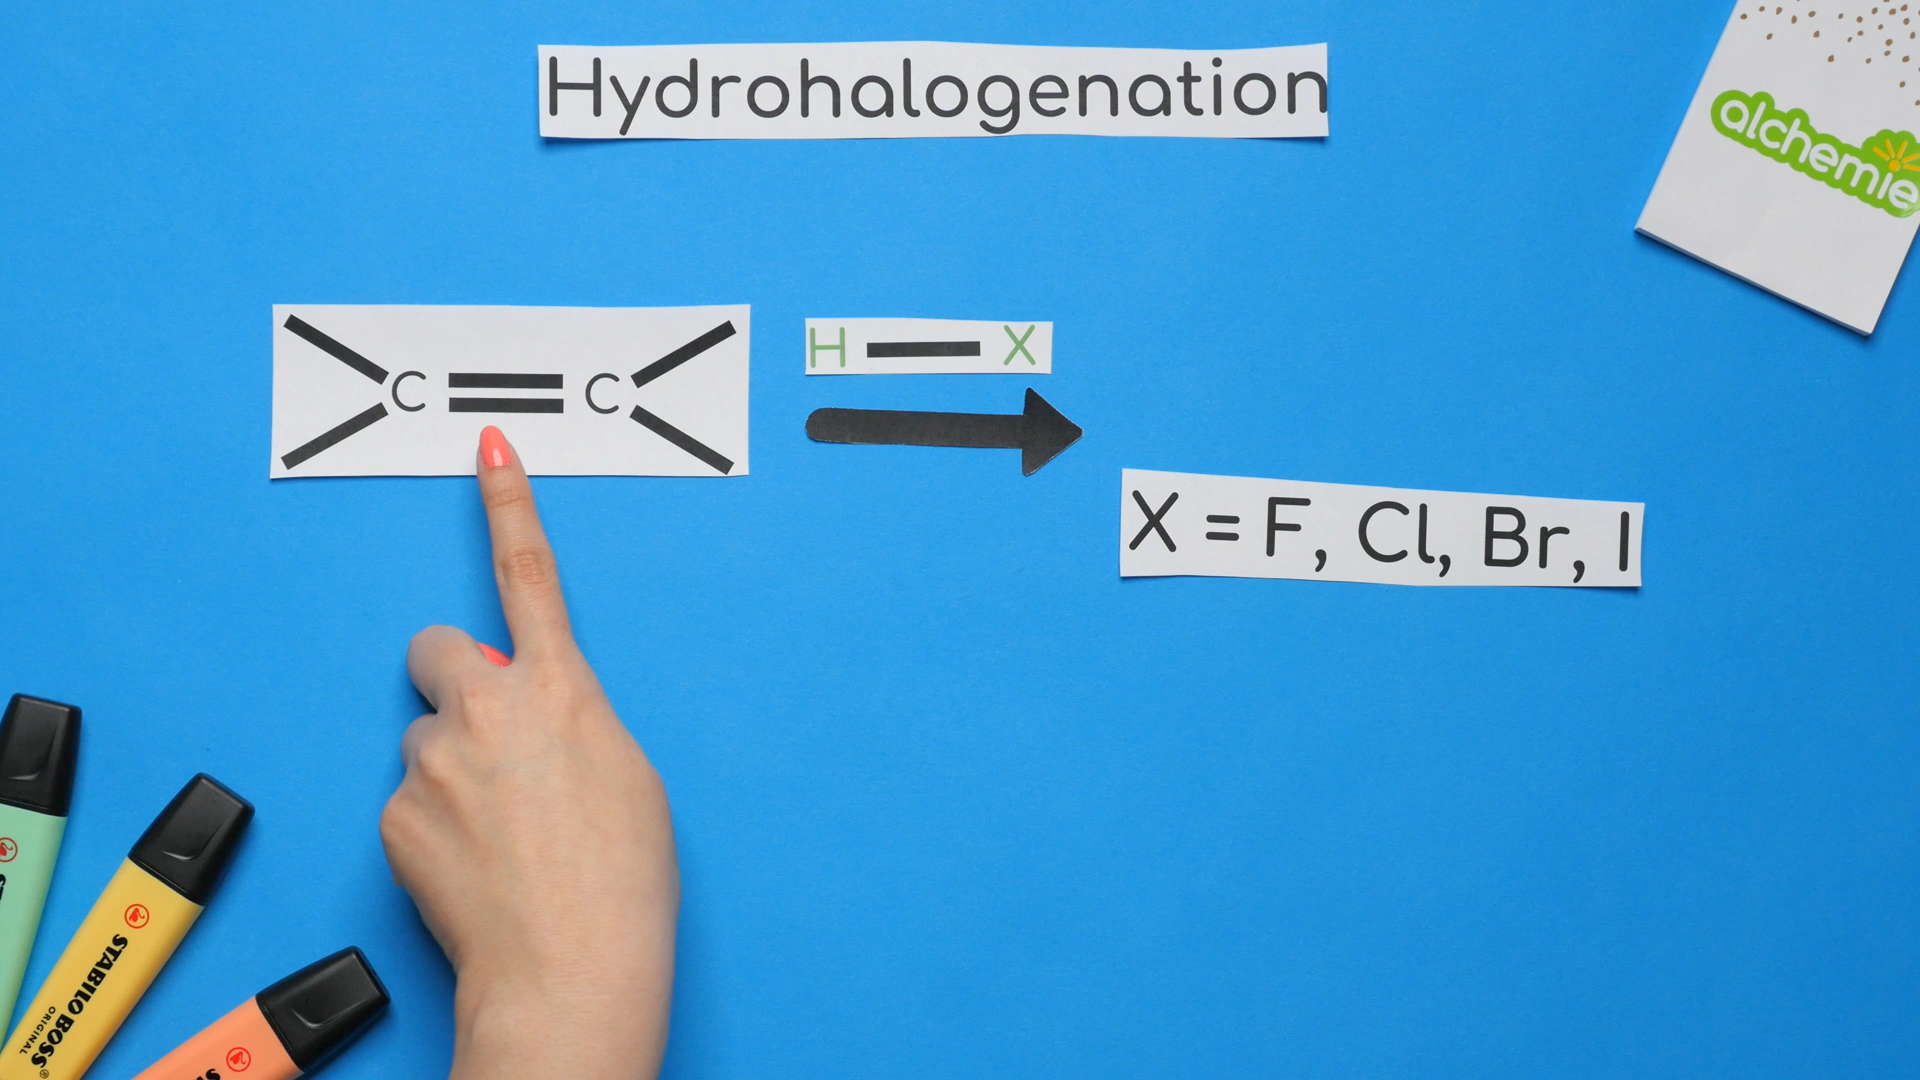 Hydrohalogenation
alchemie
C = C
H — X
X = F, Cl, Br, I
STABILO BOSS
ORIGINAL